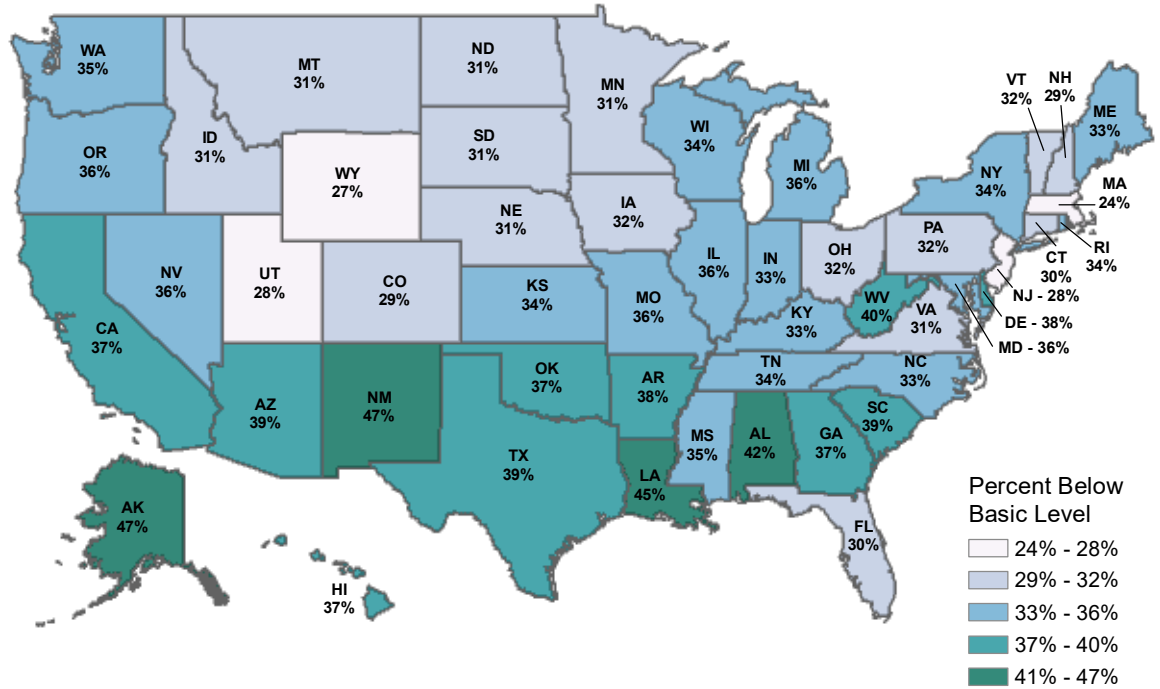 WA
35%
MT
31%
ND
31%
MN
31%
VT
32%
NH
29%
ME
33%
OR
36%
ID
31%
SD
31%
WI
34%
MI
36%
NY
34%
MA
24%
WY
27%
NE
31%
IA
32%
PA
32%
OH
32%
RI
34%
CT
30%
NJ - 28%
NV
36%
UT
28%
CO
29%
KS
34%
MO
36%
IL
36%
IN
33%
KY
33%
WV
40%
VA
31%
DE - 38%
MD - 36%
CA
37%
AZ
39%
NM
47%
OK
37%
AR
38%
TN
34%
NC
33%
SC
39%
TX
39%
LA
45%
MS
35%
AL
42%
GA
37%
FL
30%
AK
47%
HI
37%
Percent Below
Basic Level
24% - 28%
29% - 32%
33% - 36%
37% - 40%
41% - 47%